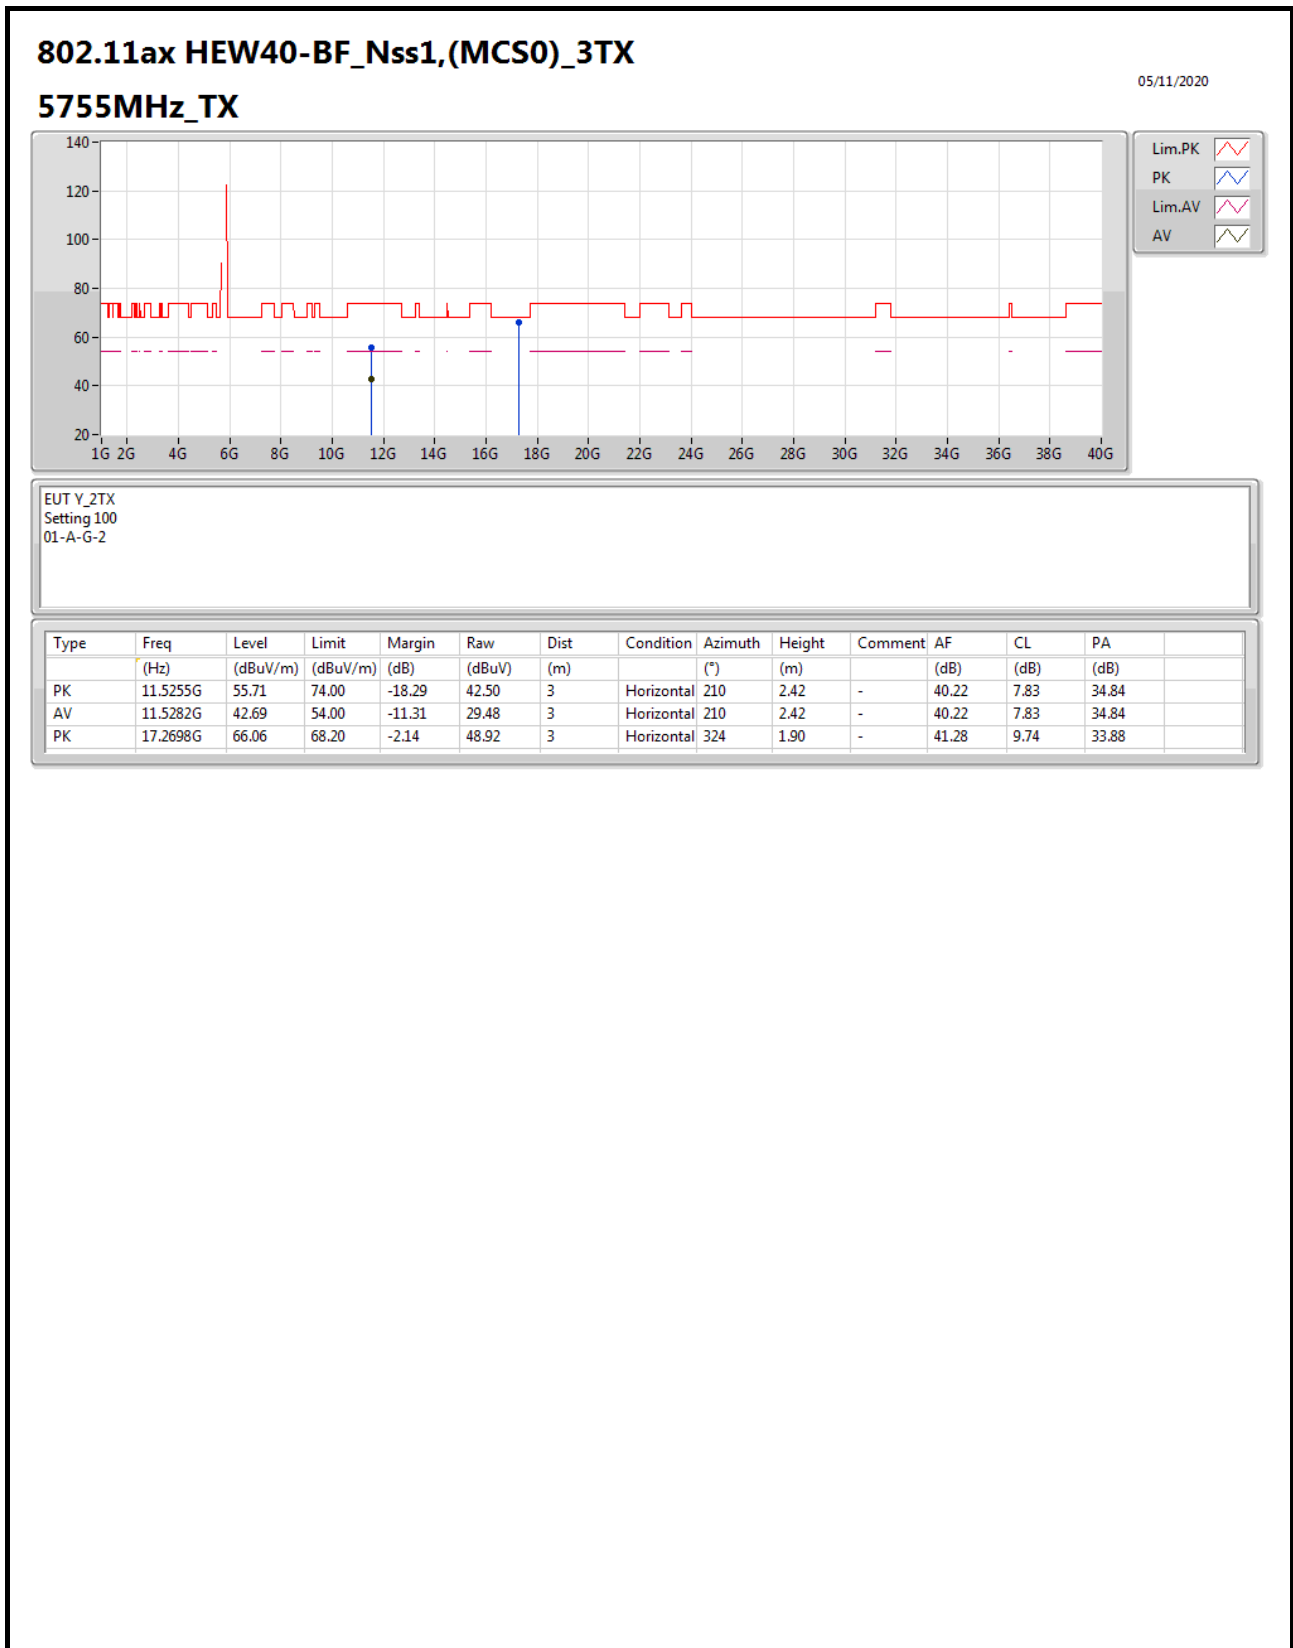 802.11ax HEW40-BF_Nss1,(MCS0)_3TX
05/11/2020
5755MHz_TX
140
120
100
80
60
40
20
1G 2G 4G 6G 8G 10G 12G 14G 16G 18G 20G 22G 24G 26G 28G 30G 32G 34G 36G 38G 40G
Lim.PK
PK
Lim.AV
AV
EUT Y_2TX
Setting 100
01-A-G-2
Type Freq Level Limit Margin Raw Dist Condition Azimuth Height Comment AF CL PA
(Hz) (dBuV/m) (dBuV/m) (dB) (dBuV) (m) (°) (m) (dB) (dB) (dB)
PK 11.5255G 55.71 74.00 -18.29 42.50 3 Horizontal 210 2.42 - 40.22 7.83 34.84
AV 11.5282G 42.69 54.00 -11.31 29.48 3 Horizontal 210 2.42 - 40.22 7.83 34.84
PK 17.2698G 66.06 68.20 -2.14 48.92 3 Horizontal 324 1.90 - 41.28 9.74 33.88